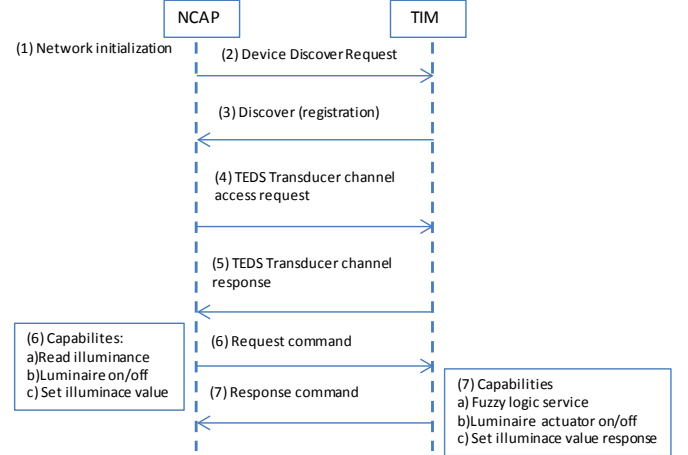 NCAP
TIM
(1) Network initialization
(2) Device Discover Request
(3) Discover (registration)
(4) TEDS Transducer channel
access request
(5) TEDS Transducer channel
response
(6) Capabilites:
a)Read illuminance
b)Luminaire on/off
c) Set illuminace value
(6) Request command
(7) Response command
(7) Capabilities
a) Fuzzy logic service
b)Luminaire actuator on/off
c) Set illuminace value response